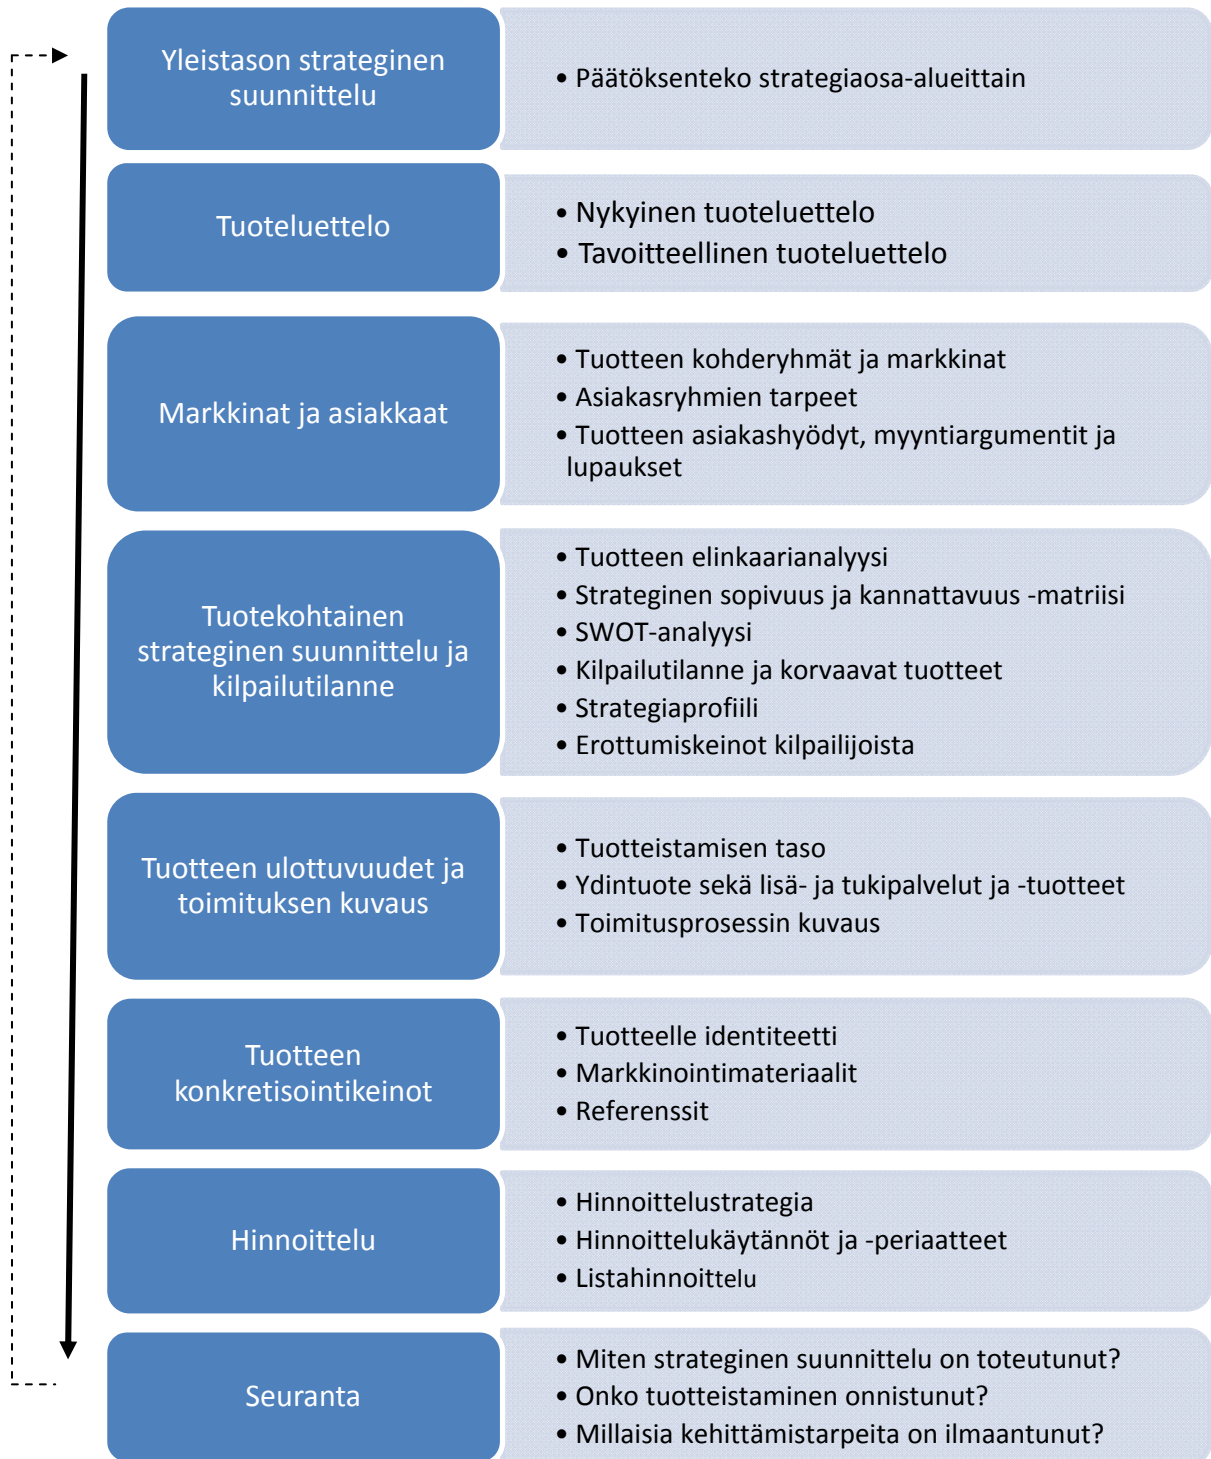 Yleistason strateginen
suunnittelu
• Päätöksenteko strategiaosa-alueittain
Tuoteluettelo
• Nykyinen tuoteluettelo
• Tavoitteellinen tuoteluettelo
Markkinat ja asiakkaat
• Tuotteen kohderyhmät ja markkinat
• Asiakasryhmien tarpeet
• Tuotteen asiakashyödyt, myyntiargumentit ja
lupaukset
Tuotekohtainen
strateginen suunnittelu ja
kilpailutilanne
• Tuotteen elinkaarianalyysi
• Strateginen sopivuus ja kannattavuus -matriisi
• SWOT-analyysi
• Kilpailutilanne ja korvaavat tuotteet
• Strategiaprofiili
• Erottumiskeinot kilpailijoista
Tuotteen ulottuvuudet ja
toimituksen kuvaus
• Tuotteistamisen taso
• Ydintuote sekä lisä- ja tukipalvelut ja -tuotteet
• Toimitusprosessin kuvaus
Tuotteen
konkretisointikeinot
• Tuotteelle identiteetti
• Markkinointimateriaalit
• Referenssit
Hinnoittelu
• Hinnoittelustrategia
• Hinnoittelukäytännöt ja -periaatteet
• Listahinnoittelu
Seuranta
• Miten strateginen suunnittelu on toteutunut?
• Onko tuotteistaminen onnistunut?
• Millaisia kehittämistarpeita on ilmaantunut?